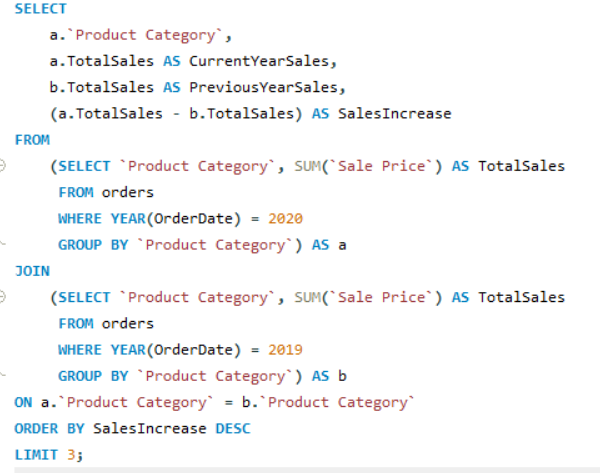 SELECT
a.`Product Category`,
a.TotalSales AS CurrentYearSales,
b.TotalSales AS PreviousYearSales,
(a.TotalSales - b.TotalSales) AS SalesIncrease
FROM
(SELECT `Product Category`, SUM(`Sale Price`) AS TotalSales
FROM orders
WHERE YEAR(OrderDate) = 2020
GROUP BY `Product Category`) AS a
JOIN
(SELECT `Product Category`, SUM(`Sale Price`) AS TotalSales
FROM orders
WHERE YEAR(OrderDate) = 2019
GROUP BY `Product Category`) AS b
ON a.`Product Category` = b.`Product Category`
ORDER BY SalesIncrease DESC
LIMIT 3;